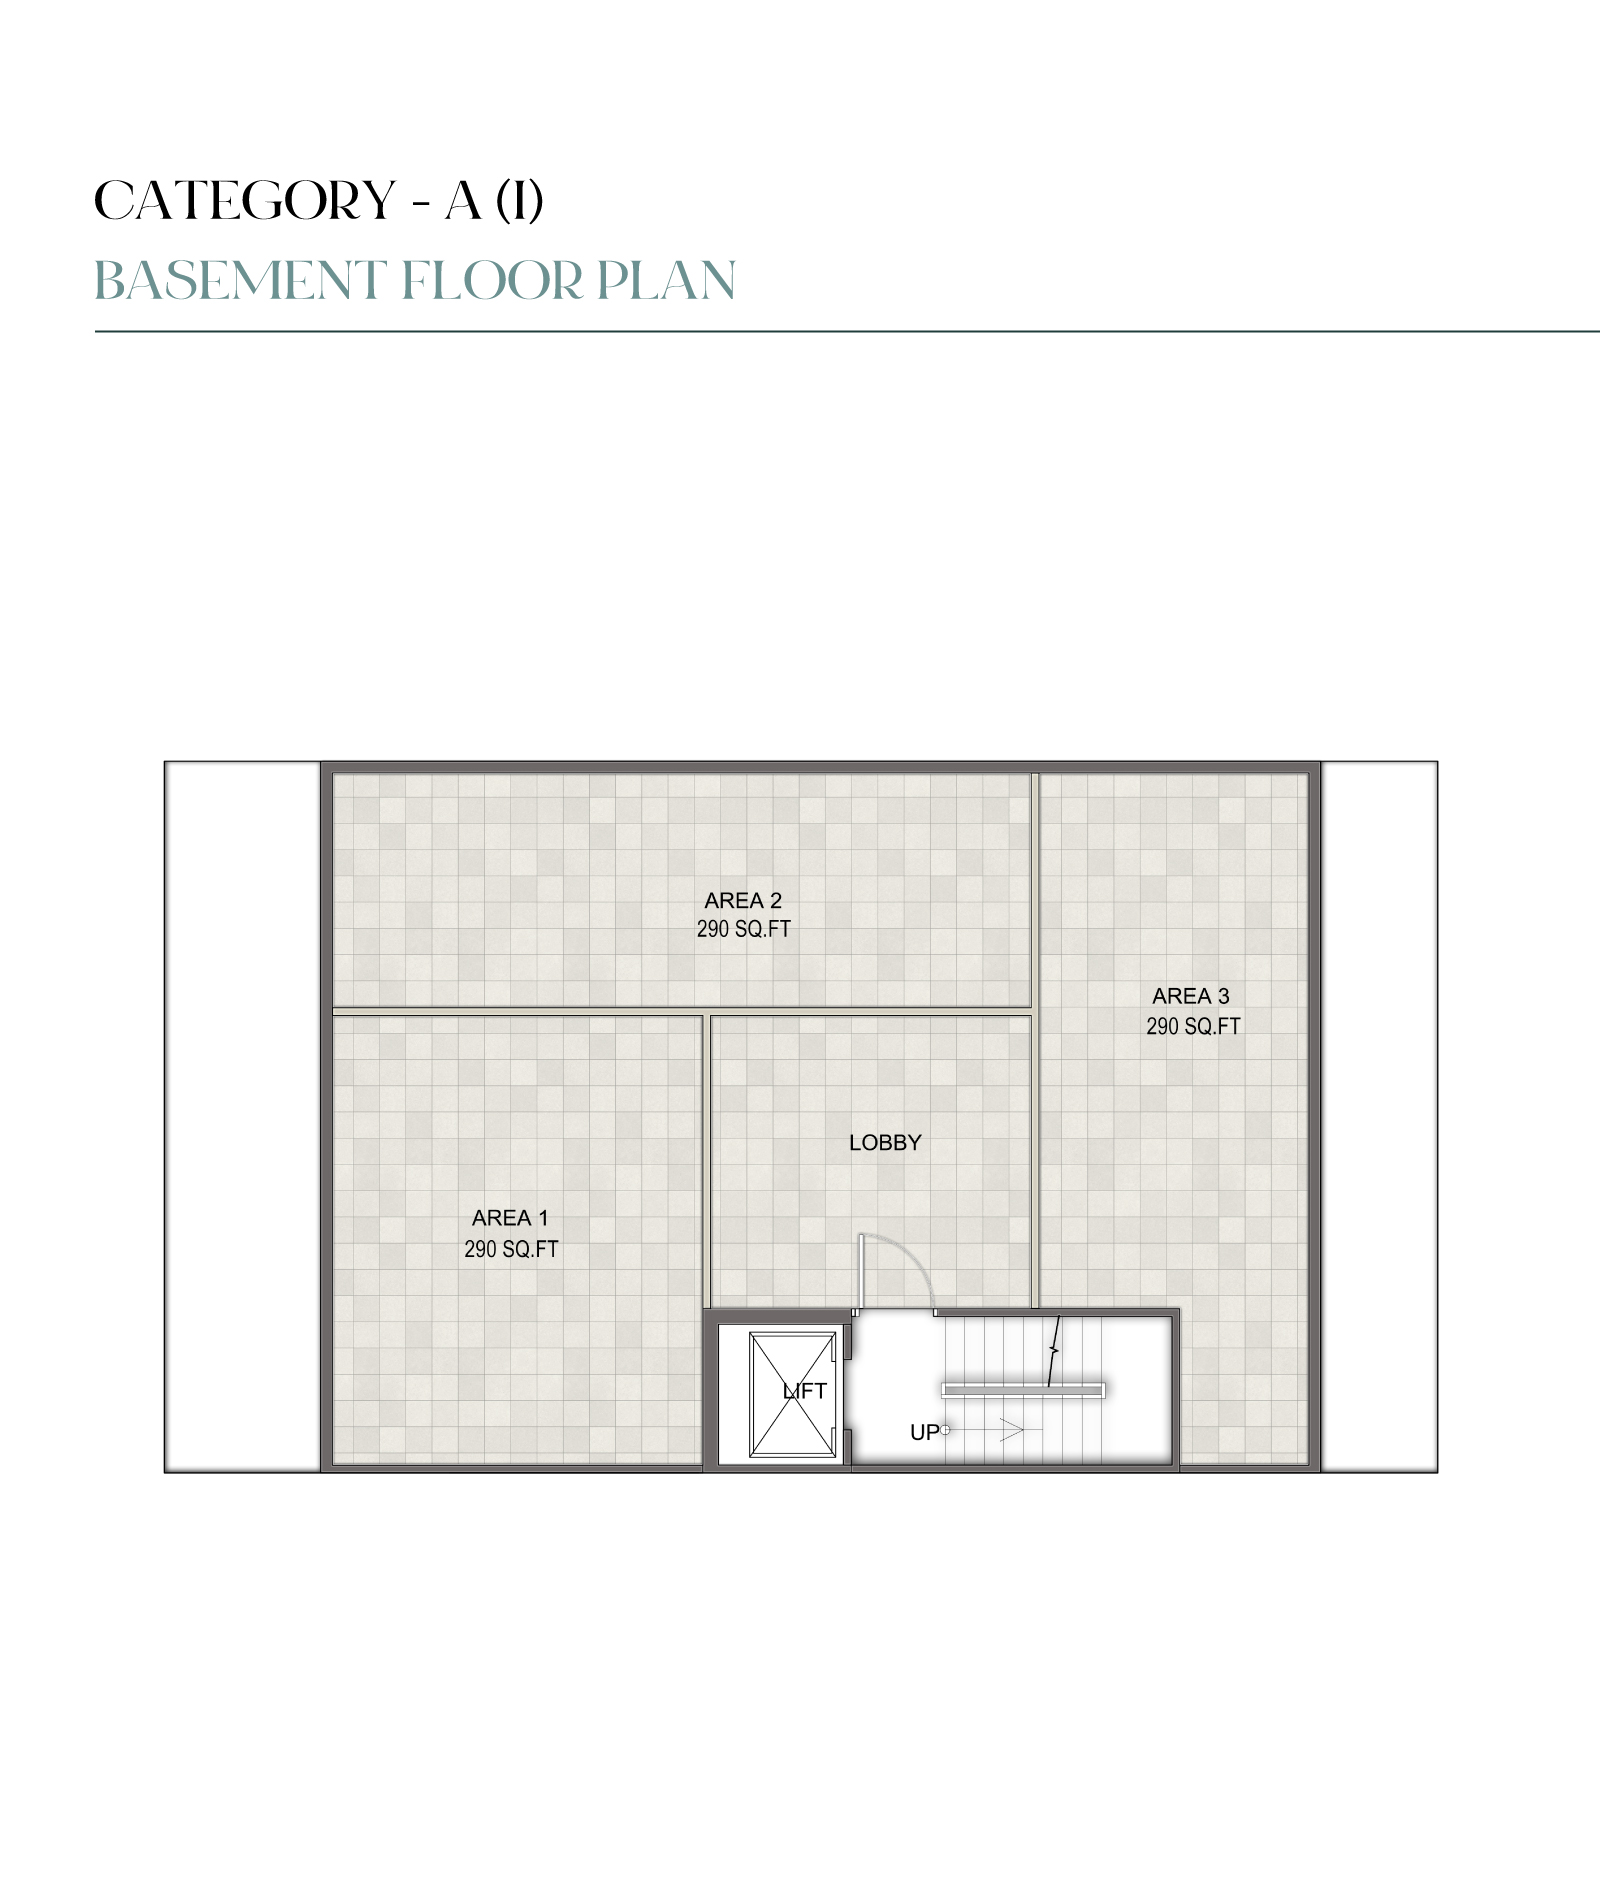 CATEGORY - A (I)
BASEMENT FLOOR PLAN
AREA 2
290 SQ.FT
AREA 3
290 SQ.FT
LOBBY
AREA 1
290 SQ.FT
LIFT
UP